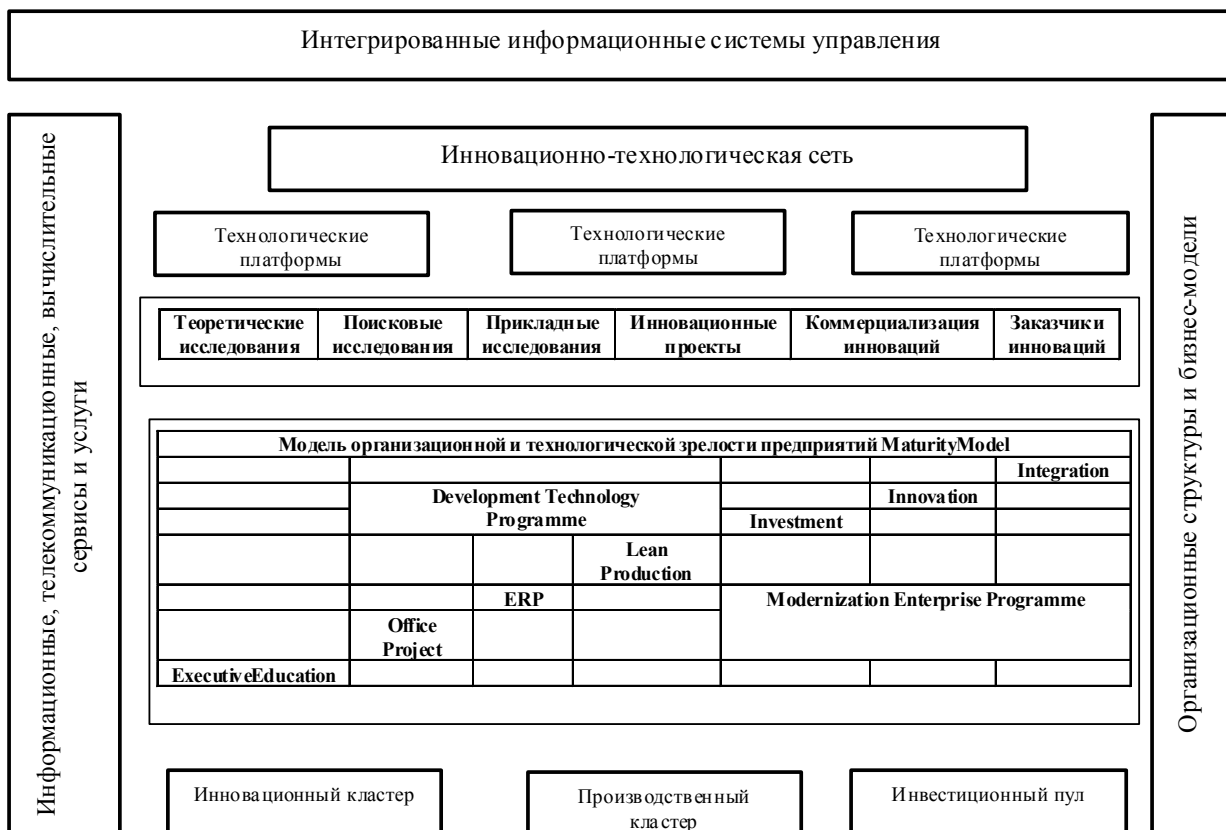 Интегрированные информационные системы управления
Информационные, телекоммуникационные, вычислительные
сервисы и услуги
Инновационно-технологическая сеть
Технологические
платформы
Технологические
платформы
Технологические
платформы
Теоретические
исследования
Поисковые
исследования
Прикладные
исследования
Инновационные
проекты
Коммерциализация
инноваций
Заказчики
инноваций
Модель организационной и технологической зрелости предприятий MaturityModel
Integration
Development Technology
Programme
Innovation
Investment
Lean
Production
ERP
Modernization Enterprise Programme
Office
Project
ExecutiveEducation
Инновационный кластер
Производственный
кластер
Инвестиционный пул
Организационные структуры и бизнес-модели